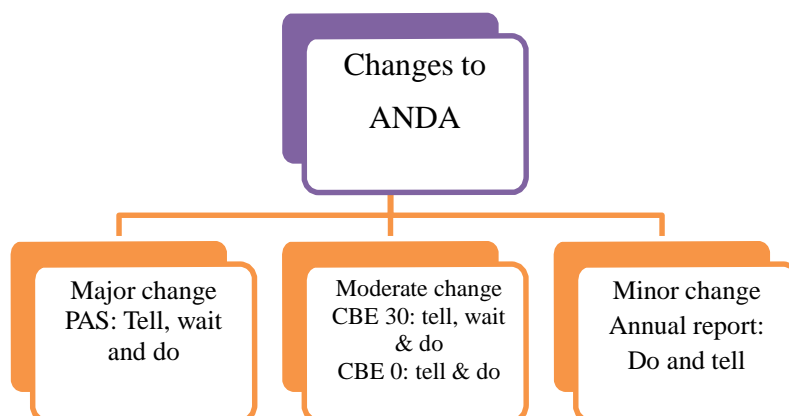 Changes to
ANDA
Major change
PAS: Tell, wait
and do
Moderate change
CBE 30: tell, wait
& do
CBE 0: tell & do
Minor change
Annual report:
Do and tell